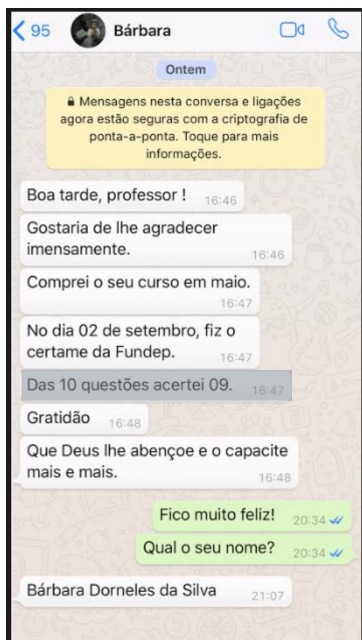 95 Bárbara
Ontem
Mensagens nesta conversa e ligações
agora estão seguras com a criptografia de
ponta-a-ponta. Toque para mais
informações.
Boa tarde, professor ! 16:46
Gostaria de lhe agradecer
imensamente. 16:46
Comprei o seu curso em maio.
16:47
No dia 02 de setembro, fiz o
certame da Fundep. 16:47
Das 10 questões acertei 09. 16:47
Gratidão 16:48
Que Deus lhe abençoe e o capacite
mais e mais. 16:48
Fico muito feliz! 20:34
Qual o seu nome? 20:34
Bárbara Dorneles da Silva 21:07